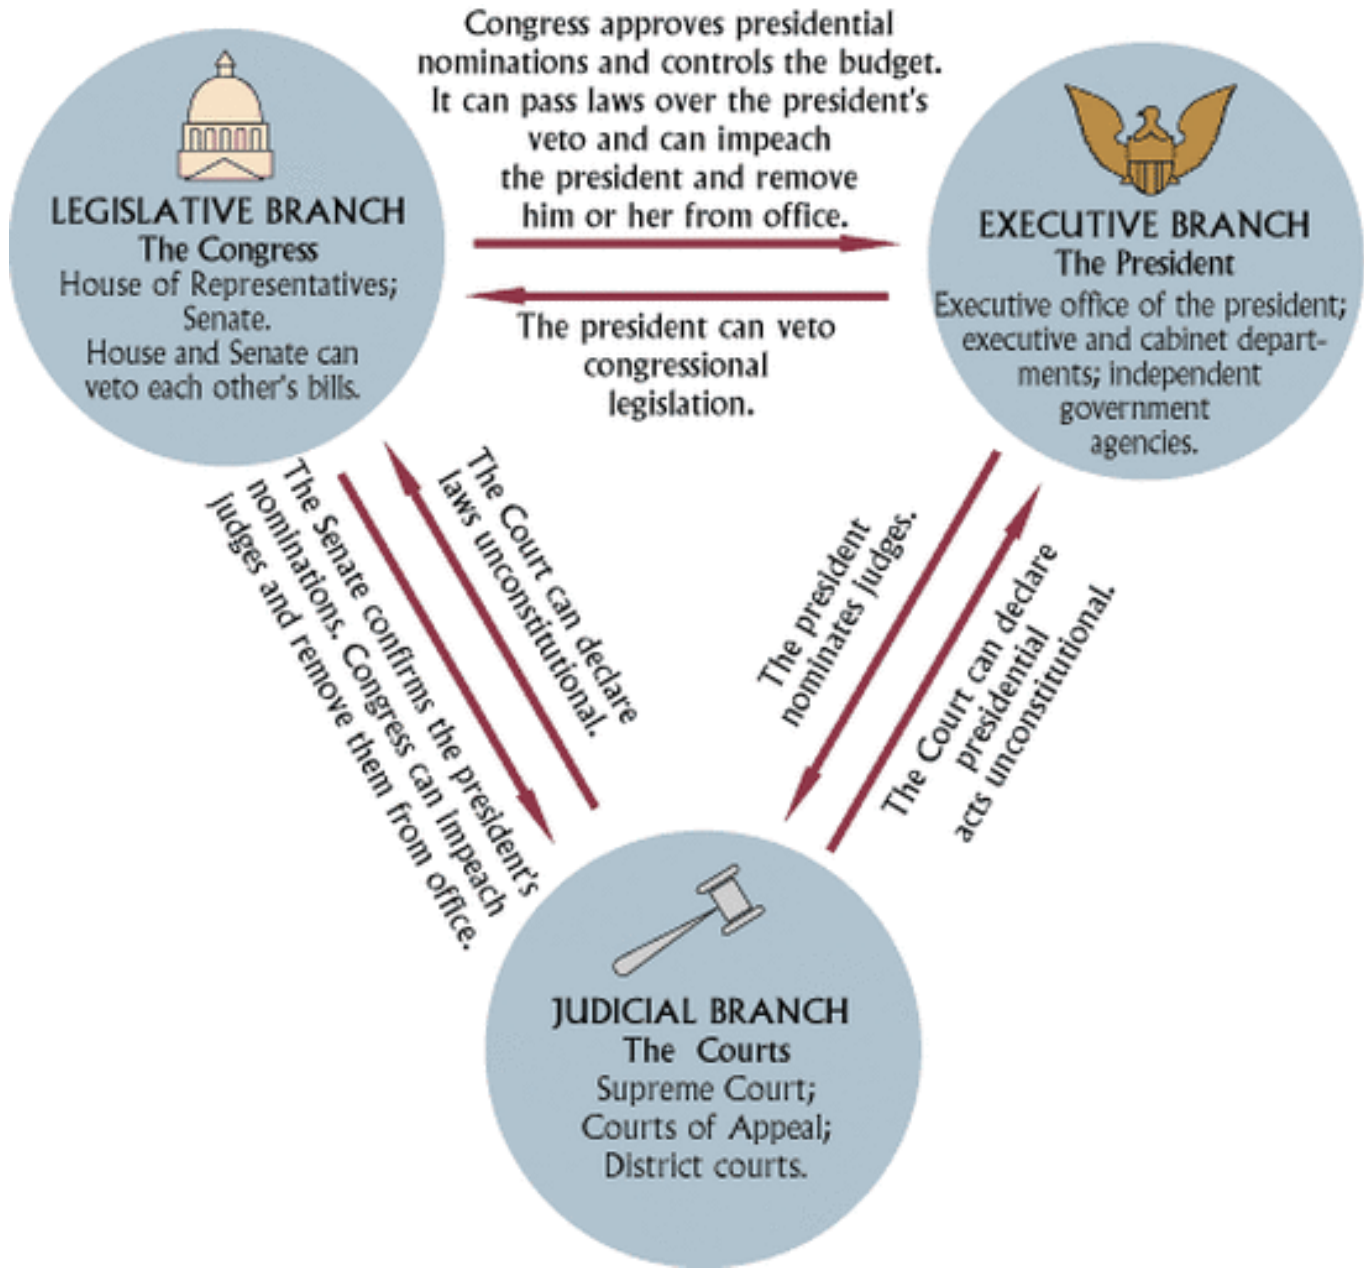 Congress approves presidential
nominations and controls the budget.
It can pass laws over the president's
veto and can impeach
the president and remove
him or her from office.
LEGISLATIVE BRANCH
The Congress
House of Representatives;
Senate.
House and Senate can
veto each other's bills.
EXECUTIVE BRANCH
The President
Executive office of the president;
executive and cabinet depart-
ments; independent
government
agencies.
The president can veto
congressional
legislation.
The Senate confirms the president's
nominations. Congress can impeach
judges and remove them from office.
The Court can declare
laws unconstitutional.
The president
nominates judges.
The Court can declare
presidential
acts unconstitutional.
JUDICIAL BRANCH
The Courts
Supreme Court;
Courts of Appeal;
District courts.